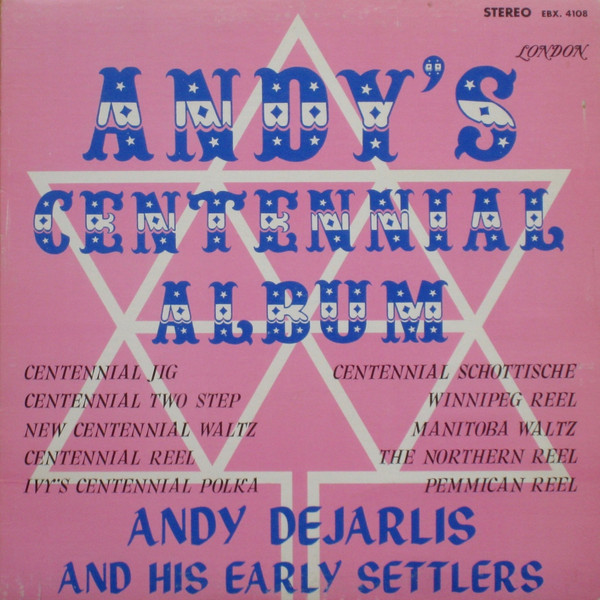 STEREO EBX. 4108
LONDON
ANDY'S
CENTENNIAL
ALBUM
CENTENNIAL JIG
CENTENNIAL TWO STEP
NEW CENTENNIAL WALTZ
CENTENNIAL REEL
IVY'S CENTENNIAL POLKA
CENTENNIAL SCHOTTISCHE
WINNIPEG REEL
MANITOBA WALTZ
THE NORTHERN REEL
PEMMICAN REEL
ANDY DEJARLIS
AND HIS EARLY SETTLERS